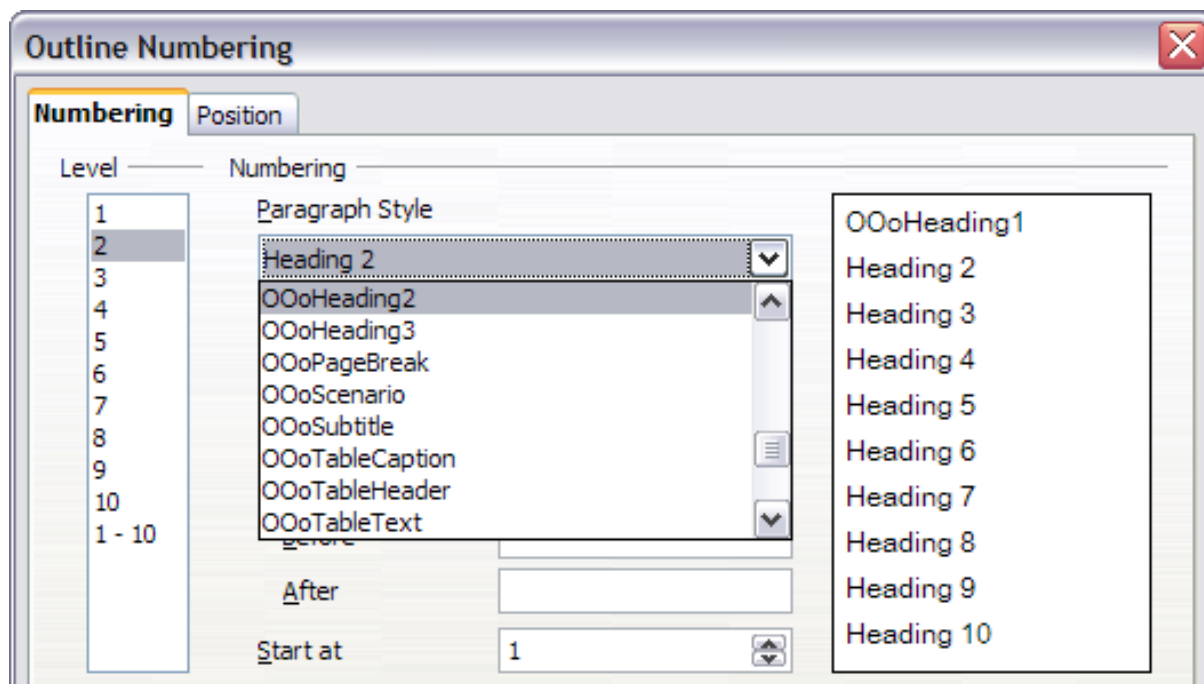 Outline Numbering
Numbering Position
Level
Numbering
1
2
3
4
5
6
7
8
9
10
1 - 10
Paragraph Style
Heading 2
OOoHeading2
OOoHeading3
OOoPageBreak
OOoScenario
OOoSubtitle
OOoTableCaption
OOoTableHeader
OOoTableText
Before
After
Start at 1
OOoHeading1
Heading 2
Heading 3
Heading 4
Heading 5
Heading 6
Heading 7
Heading 8
Heading 9
Heading 10